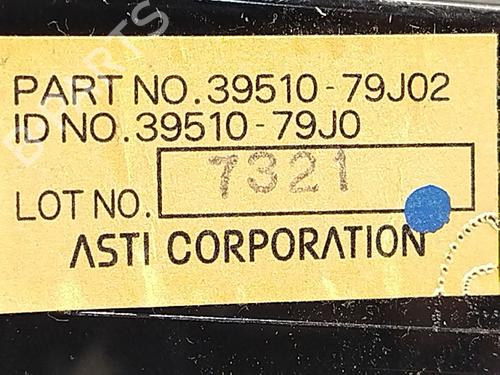 PART NO.39510-79J02
ID NO.39510-79J0
LOT NO. 7321
ASTI CORPORATION